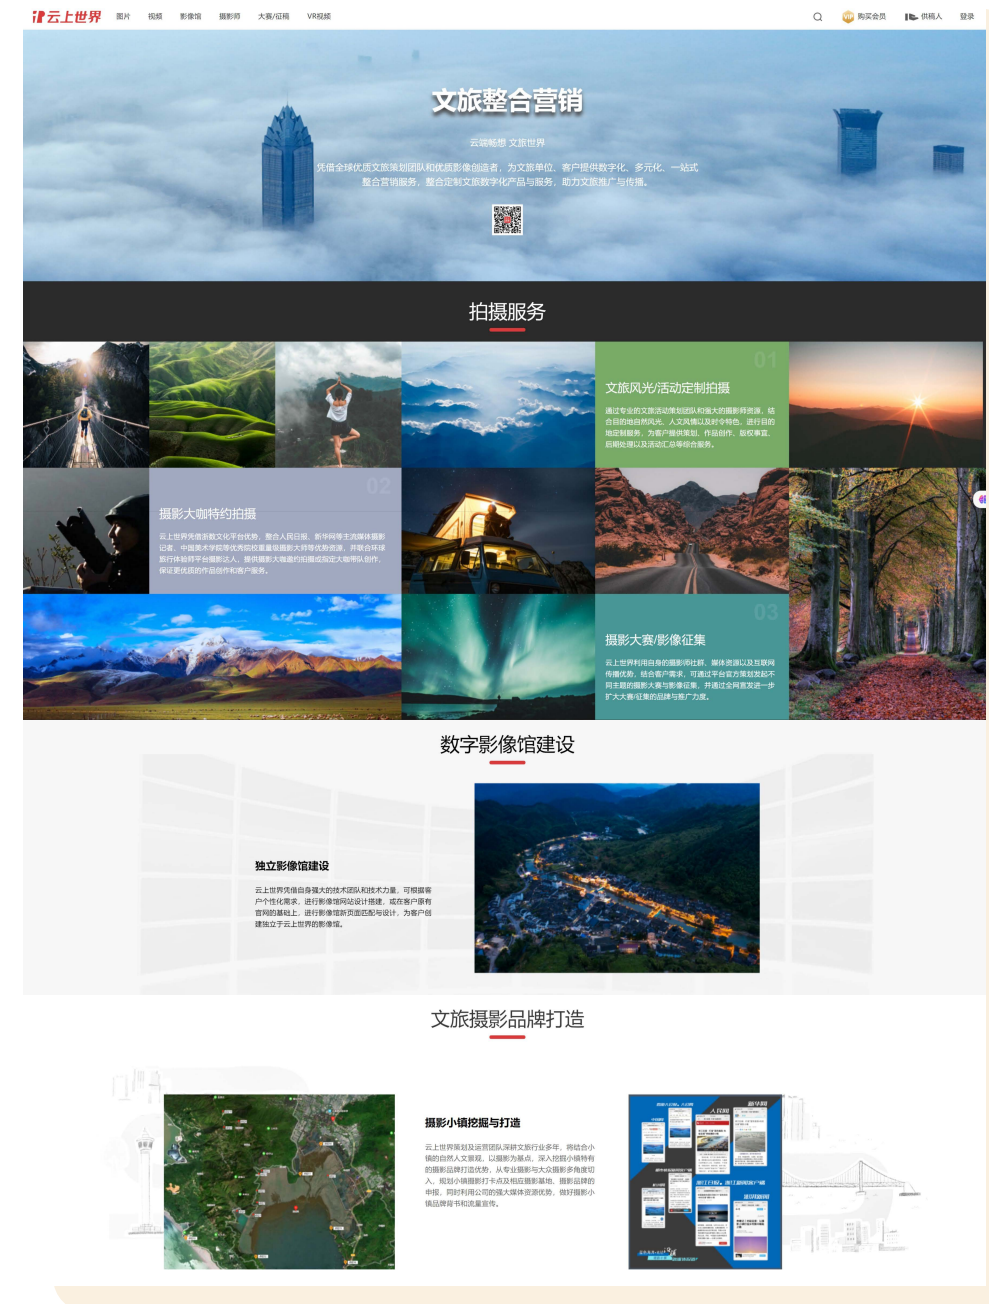 云上世界
图片 视频 影像馆 摄影师 大赛/征稿 VR视频
VIP 购买会员 供稿人 登录
文旅整合营销
云端畅想 文旅世界
凭借全球优质文旅策划团队和优质影像创造者，为文旅单位、客户提供数字化、多元化、一站式
整合营销服务，整合定制文旅数字化产品与服务，助力文旅推广与传播。
拍摄服务
01
文旅风光/活动定制拍摄
通过专业的文旅活动策划团队和强大的摄影师资源，结
合目的地自然风光、人文风情以及时令特色，进行目的
地定制服务，为客户提供策划、作品创作、版权事宜、
后期处理以及活动汇总等综合服务。
02
摄影大咖特约拍摄
云上世界凭借浙数文化平台优势，整合人民日报、新华网等主流媒体摄影
记者、中国美术学院等优秀院校重量级摄影大师等优势资源，并联合环球
旅行体验师平台摄影达人，提供摄影大咖邀约拍摄或指定大咖带队创作，
保证更优质的作品创作和客户服务。
03
摄影大赛/影像征集
云上世界利用自身的摄影师社群、媒体资源以及互联网
传播优势，结合客户需求，可通过平台官方策划发起不
同主题的摄影大赛与影像征集，并通过全网宣发进一步
扩大大赛/征集的品牌与推广力度。
数字影像馆建设
独立影像馆建设
云上世界凭借自身强大的技术团队和技术力量，可根据客
户个性化需求，进行影像馆网站设计搭建，或在客户原有
官网的基础上，进行影像馆新页面匹配与设计，为客户创
建独立于云上世界的影像馆。
文旅摄影品牌打造
摄影小镇挖掘与打造
云上世界策划及运营团队深耕文旅行业多年，将结合小
镇的自然人文景观，以摄影为基点，深入挖掘小镇特有
的摄影品牌打造优势，从专业摄影与大众摄影多角度切
入，规划小镇摄影打卡点及相应摄影基地、摄影品牌的
申报，同时利用公司的强大媒体资源优势，做好摄影小
镇品牌背书和流量宣传。
人民网
新华网